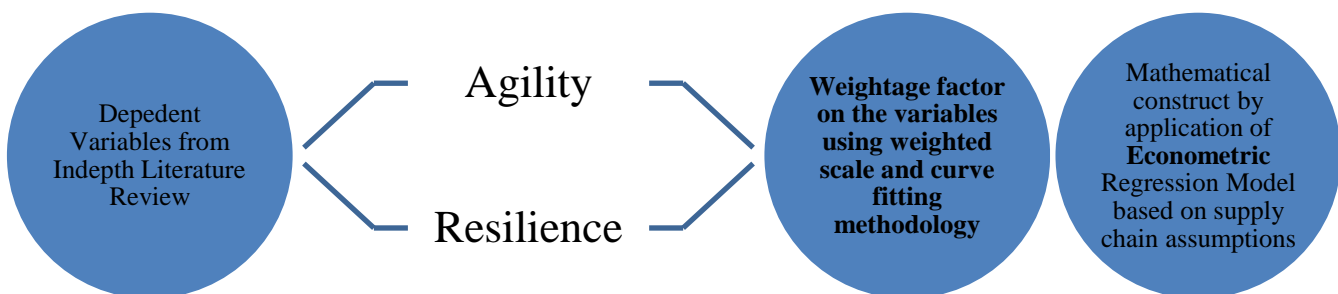 Depedent
Variables from
Indepth Literature
Review
Agility
Resilience
Weightage factor
on the variables
using weighted
scale and curve
fitting
methodology
Mathematical
construct by
application of
Econometric
Regression Model
based on supply
chain assumptions